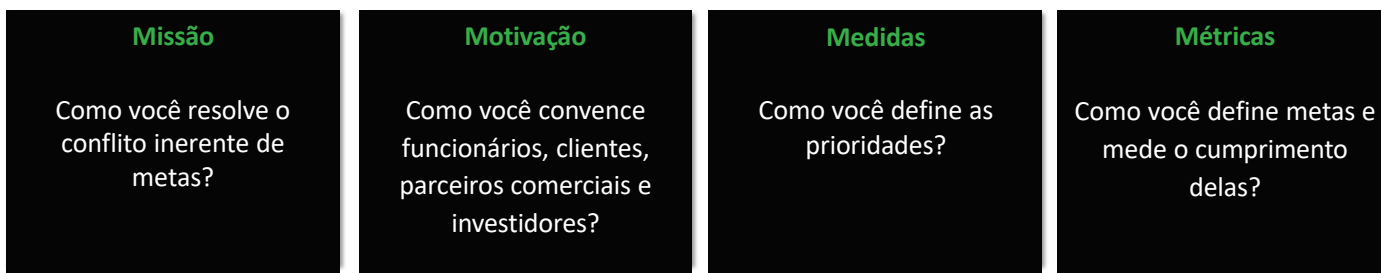 Missão
Como você resolve o
conflito inerente de
metas?
Motivação
Como você convence
funcionários, clientes,
parceiros comerciais e
investidores?
Medidas
Como você define as
prioridades?
Métricas
Como você define metas e
mede o cumprimento
delas?